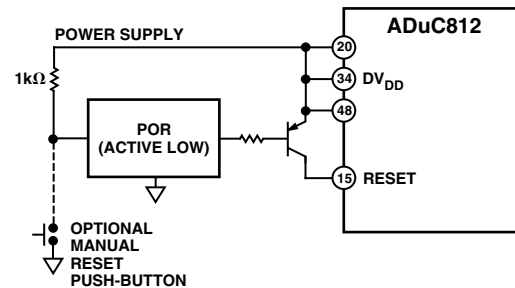 ADuC812
POWER SUPPLY
20
1kΩ
34 DVDD
POR
(ACTIVE LOW)
48
15 RESET
OPTIONAL
MANUAL
RESET
PUSH-BUTTON